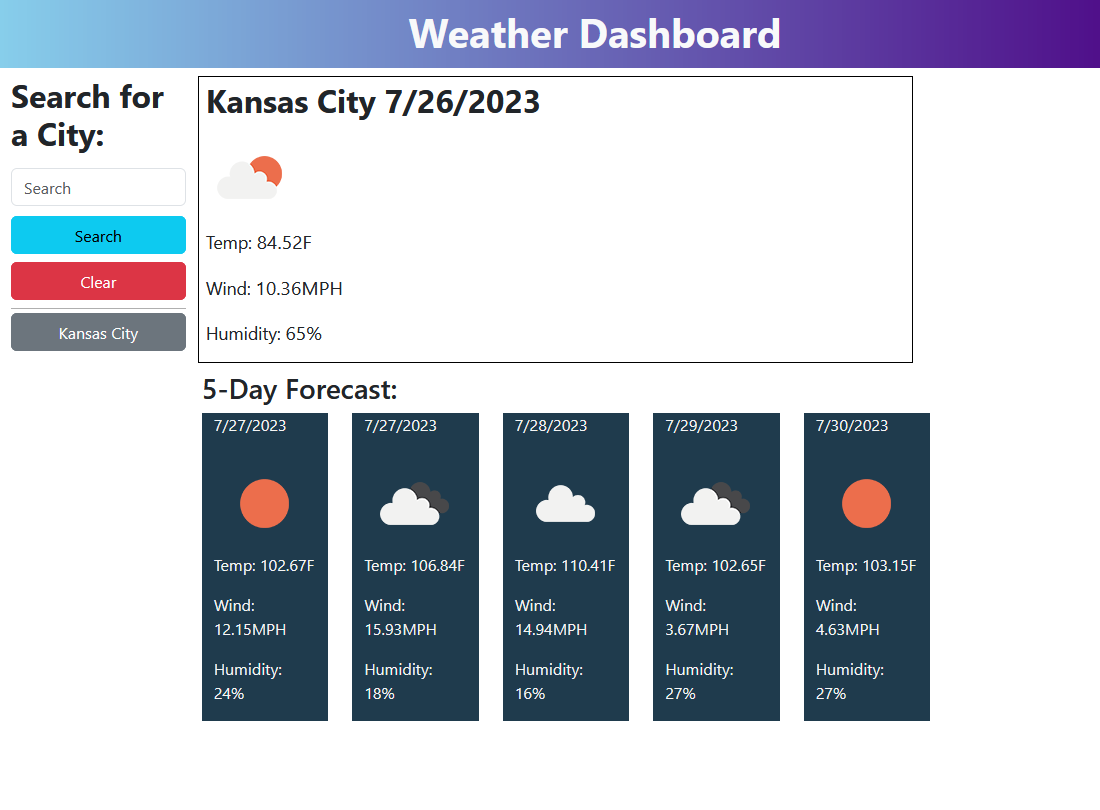 Weather Dashboard
Search for
a City:
Search
Search
Clear
Kansas City
Kansas City 7/26/2023
Temp: 84.52F
Wind: 10.36MPH
Humidity: 65%
5-Day Forecast:
7/27/2023
Temp: 102.67F
Wind:
12.15MPH
Humidity:
24%
7/27/2023
Temp: 106.84F
Wind:
15.93MPH
Humidity:
18%
7/28/2023
Temp: 110.41F
Wind:
14.94MPH
Humidity:
16%
7/29/2023
Temp: 102.65F
Wind:
3.67MPH
Humidity:
27%
7/30/2023
Temp: 103.15F
Wind:
4.63MPH
Humidity:
27%